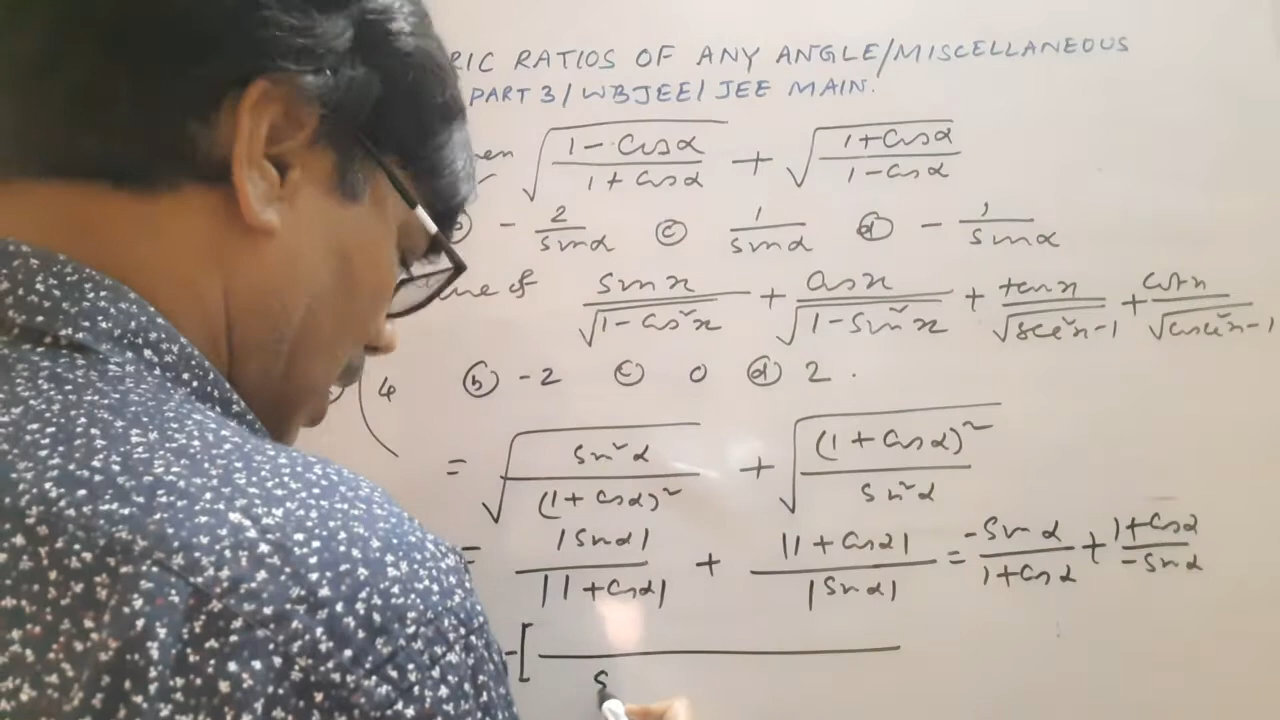 RIC RATIOS OF ANY ANGLE/MISCELLANEOUS
PART 3/WBJEE/JEE MAIN.
√((1-cosα)/(1+cosα)) + √((1+cosα)/(1-cosα))
- 2/sinα ⓒ 1/sinα ⓓ - 1/sinα
of sinx/√(1-cos²x) + cosx/√(1-sin²x) + tanx/√(sec²x-1) + cotx/√(cosec²x-1)
4 ⓑ -2 ⓒ 0 ⓓ 2.
= √(sin²α/(1+cosα)²) + √((1+cosα)²/sin²α)
= |sinα|/|1+cosα| + |1+cosα|/|sinα| = -sinα/(1+cosα) + (1+cosα)/-sinα
-[ s